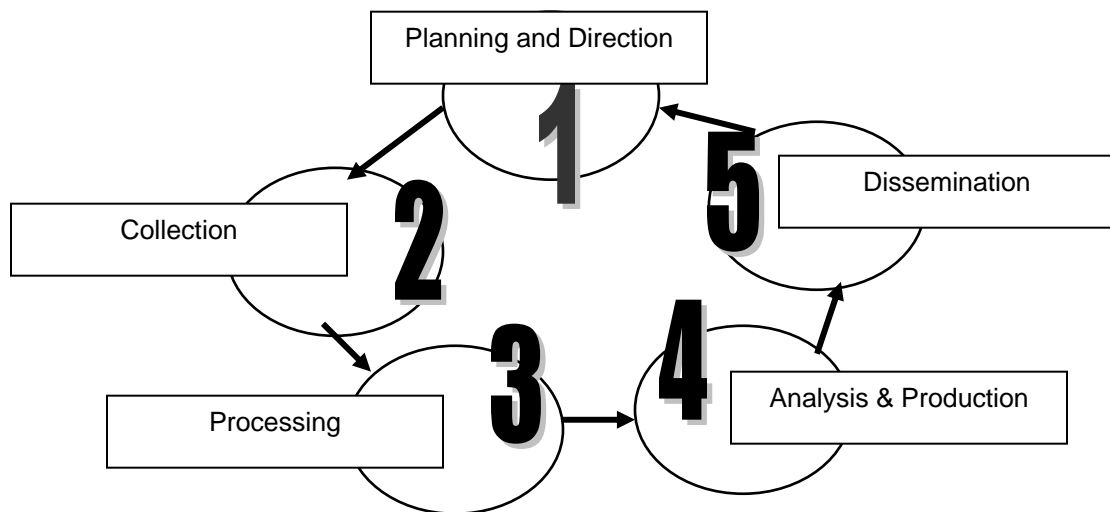 Planning and Direction
1
Collection
2
Processing
3
Analysis & Production
4
Dissemination
5